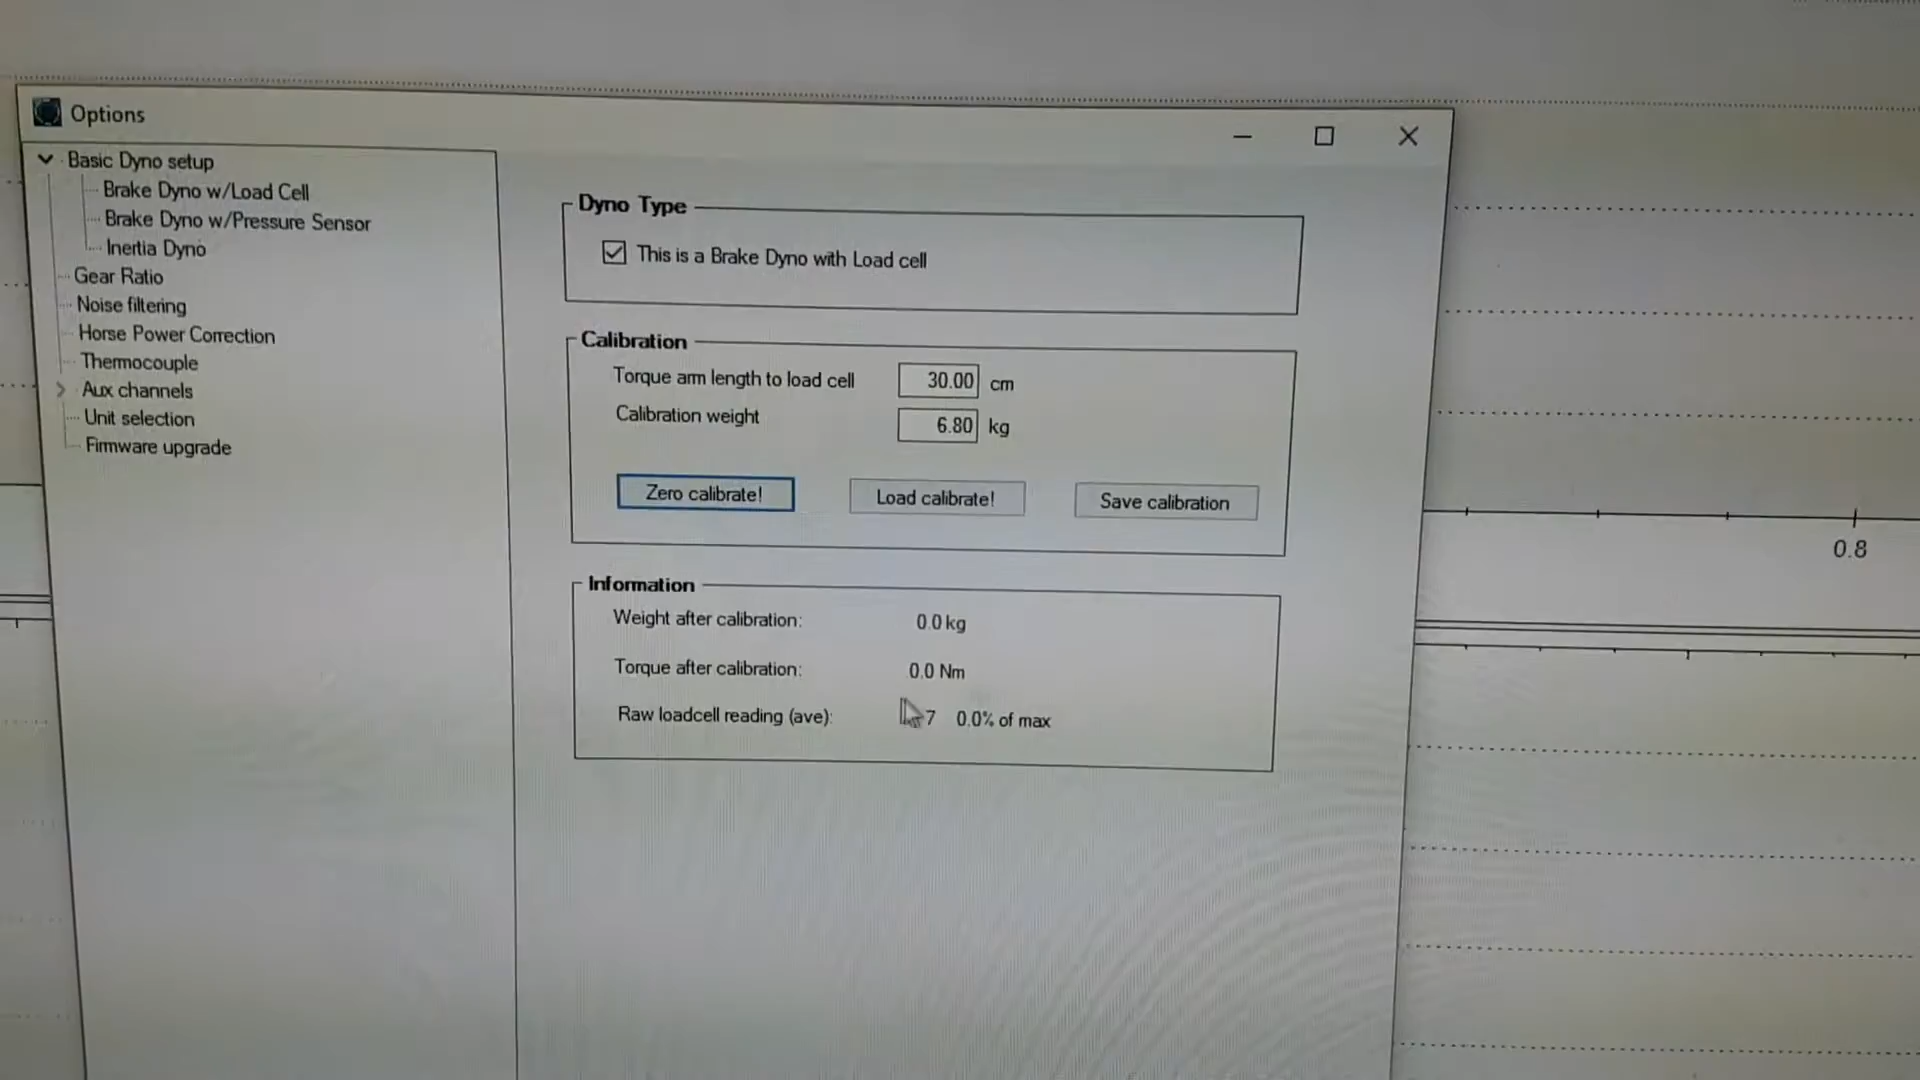 Options
Basic Dyno setup
Brake Dyno w/Load Cell
Brake Dyno w/Pressure Sensor
Inertia Dyno
Gear Ratio
Noise filtering
Horse Power Correction
Thermocouple
Aux channels
Unit selection
Firmware upgrade
Dyno Type
This is a Brake Dyno with Load cell
Calibration
Torque arm length to load cell 30.00 cm
Calibration weight 6.80 kg
Zero calibrate! Load calibrate! Save calibration
Information
Weight after calibration: 0.0 kg
Torque after calibration: 0.0 Nm
Raw loadcell reading (ave): 7 0.0% of max
0.8